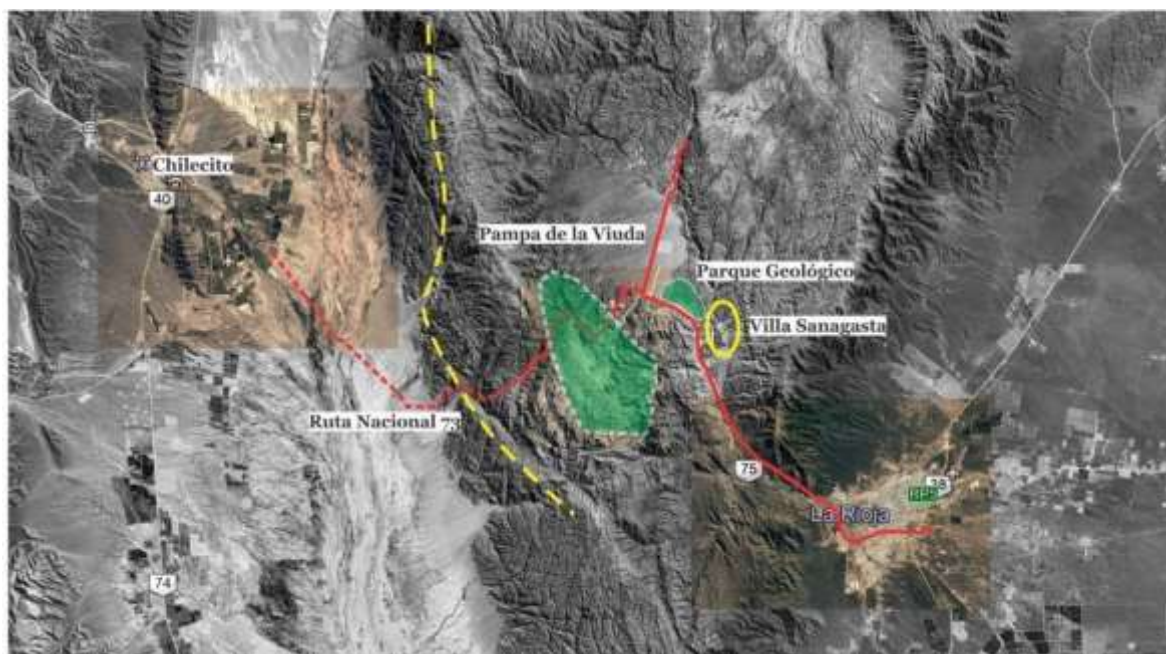 Chilecito
40
Pampa de la Viuda
Parque Geológico
Villa Sanagasta
Ruta Nacional 73
75
38
La Rioja
74